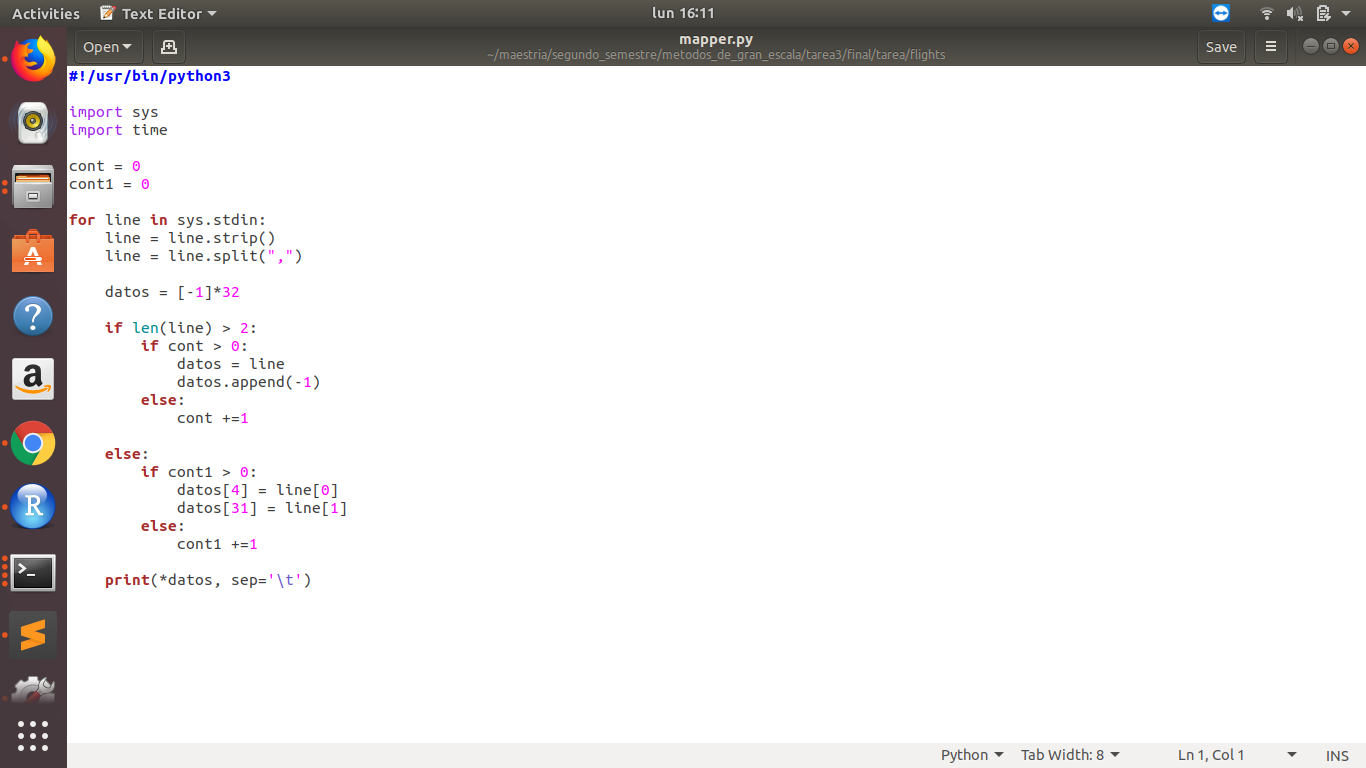 Activities Text Editor lun 16:11
Open mapper.py Save
~/maestria/segundo_semestre/metodos_de_gran_escala/tarea3/final/tarea/flights
#!/usr/bin/python3
import sys
import time
cont = 0
cont1 = 0
for line in sys.stdin:
    line = line.strip()
    line = line.split(",")
    datos = [-1]*32
    if len(line) > 2:
        if cont > 0:
            datos = line
            datos.append(-1)
        else:
            cont +=1
    else:
        if cont1 > 0:
            datos[4] = line[0]
            datos[31] = line[1]
        else:
            cont1 +=1
    print(*datos, sep='\t')
Python Tab Width: 8 Ln 1, Col 1 INS